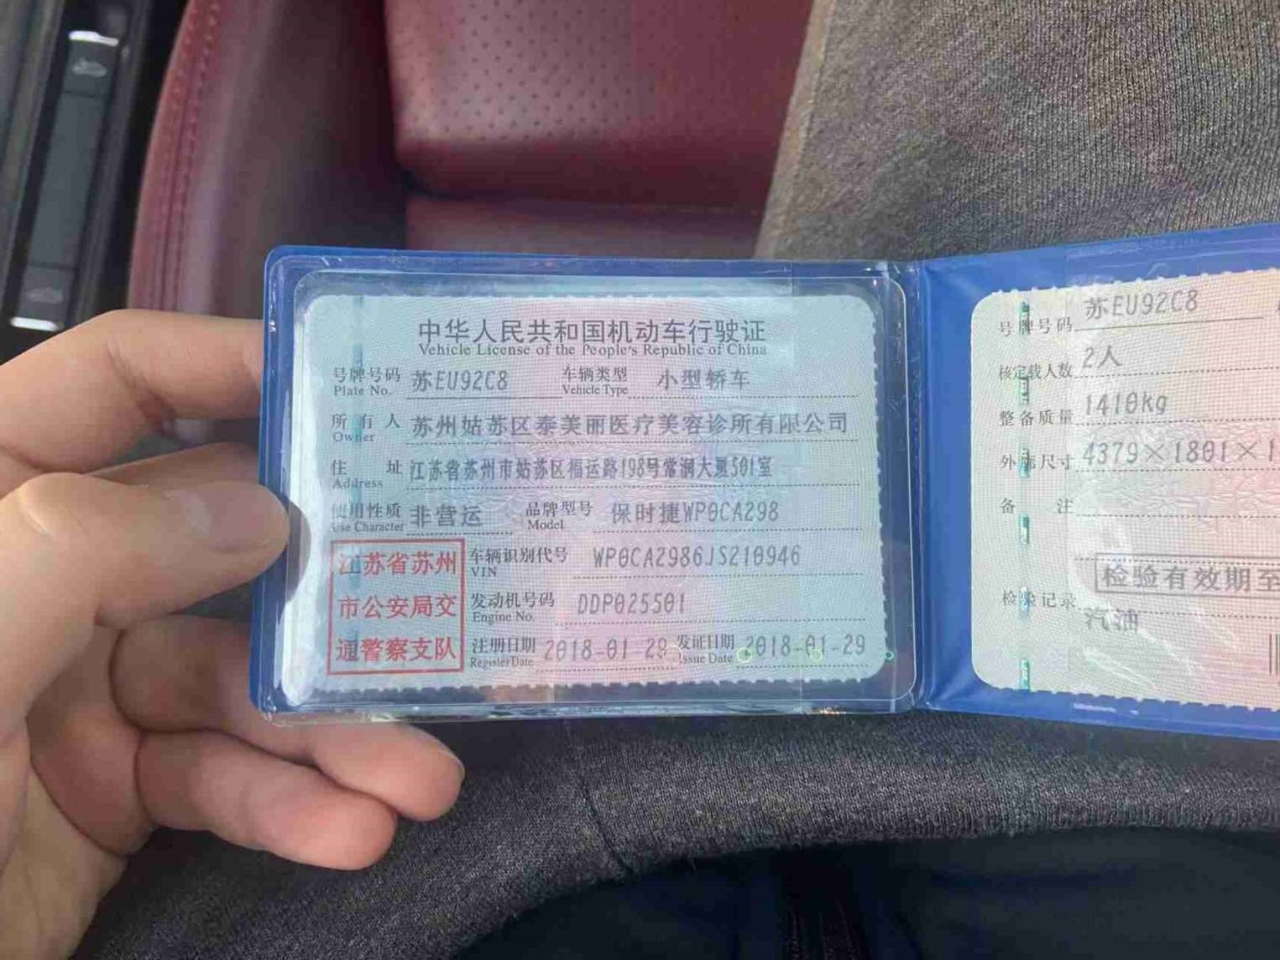 中华人民共和国机动车行驶证
Vehicle License of the People's Republic of China
号牌号码 苏EU92C8 车辆类型 小型轿车
Plate No. Vehicle Type
所有人 苏州姑苏区泰美丽医疗美容诊所有限公司
Owner
住址 江苏省苏州市姑苏区福运路198号常润大厦501室
Address
使用性质 非营运 品牌型号 保时捷WP0CA298
Use Character Model
江苏省苏州
市公安局交
通警察支队
车辆识别代号 WP0CA2986JS210946
VIN
发动机号码 DDP025501
Engine No.
注册日期 2018-01-29 发证日期 2018-01-29
Register Date Issue Date
号牌号码 苏EU92C8
核定载人数 2人
整备质量 1410kg
外廓尺寸 4379×1801×1
备注
检验有效期至
检验记录
汽油